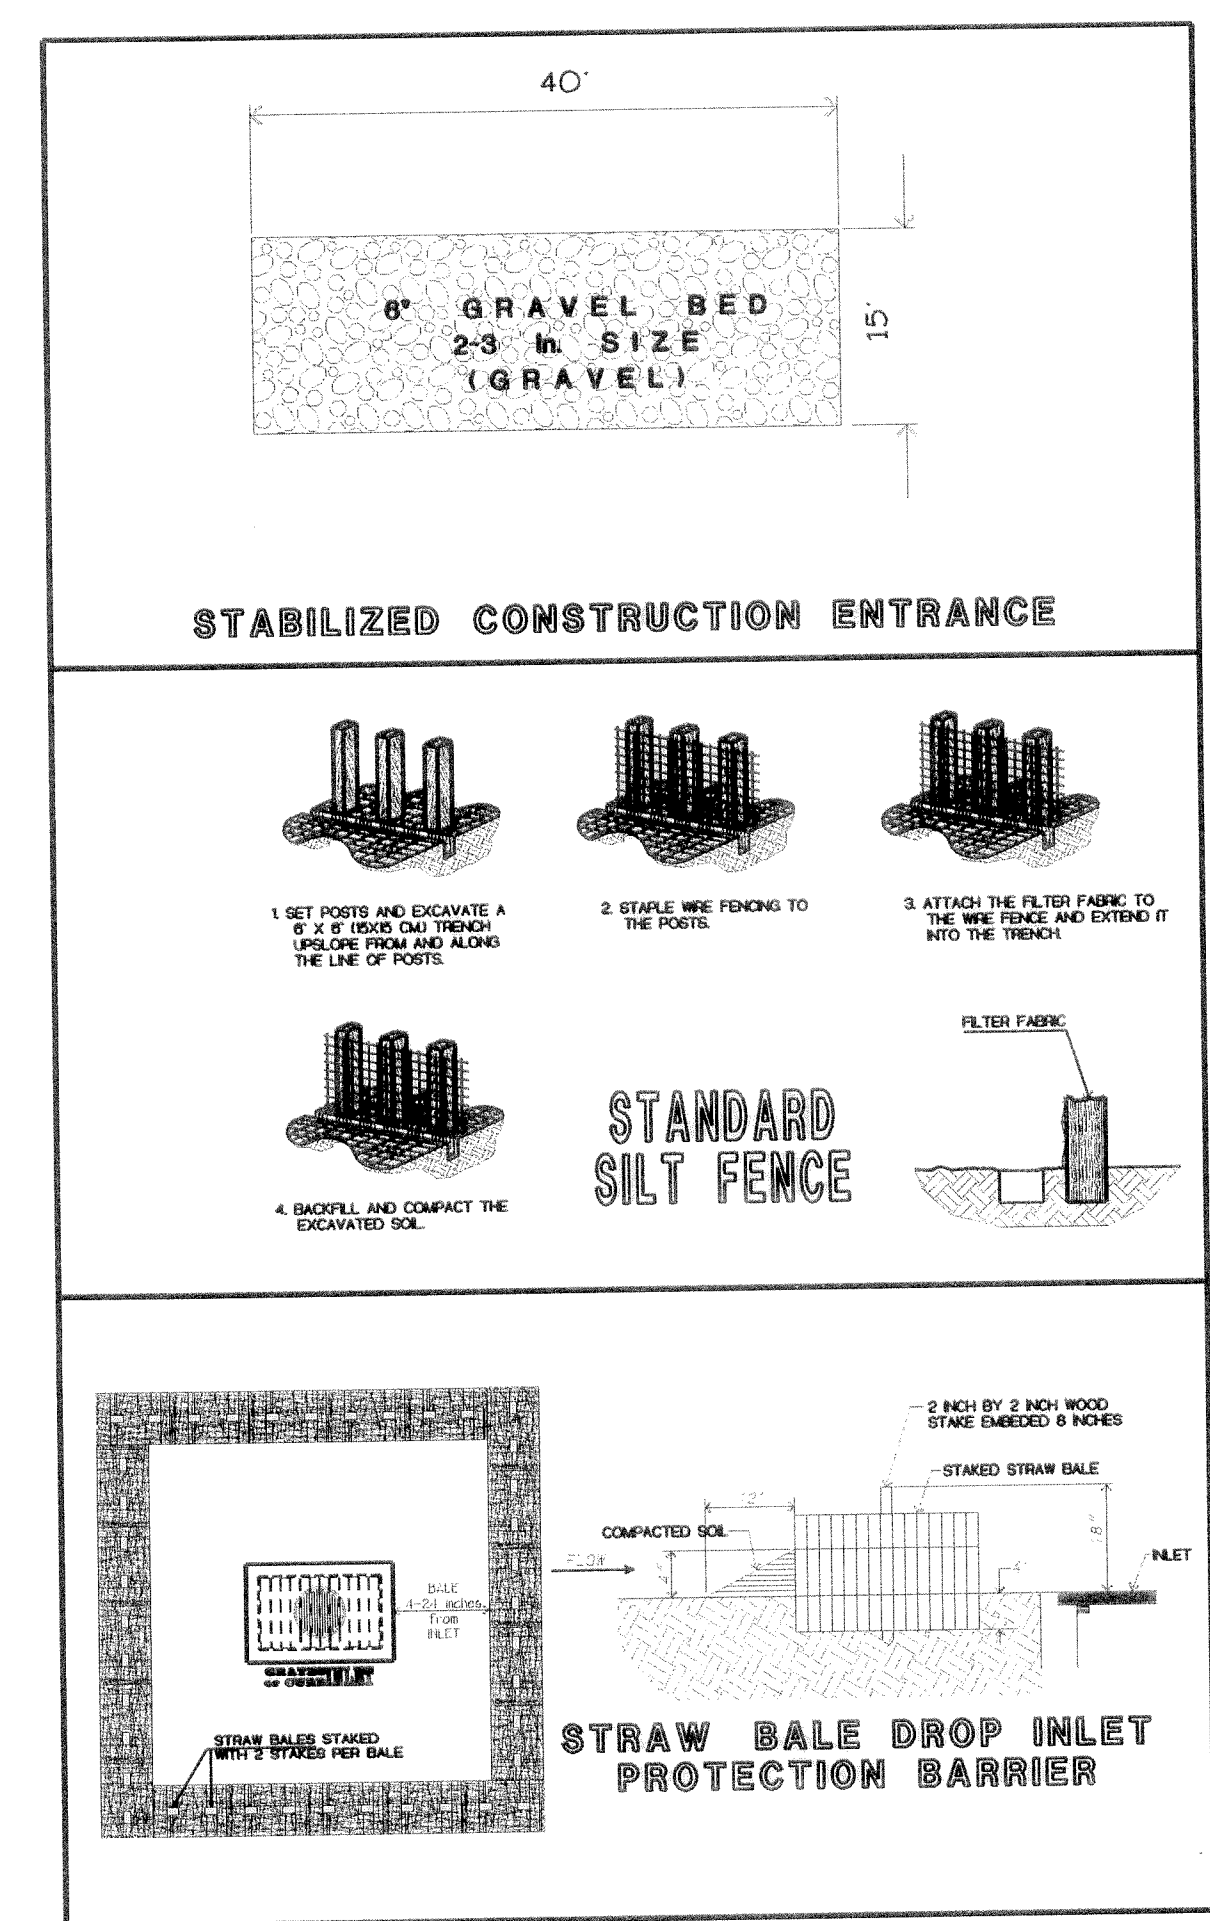 40'
6" GRAVEL BED
2-3 In. SIZE
(GRAVEL)
15'
STABILIZED CONSTRUCTION ENTRANCE
1. SET POSTS AND EXCAVATE A
6" X 6" (15X15 CM.) TRENCH
UPSLOPE FROM AND ALONG
THE LINE OF POSTS.
2. STAPLE WIRE FENCING TO
THE POSTS.
3. ATTACH THE FILTER FABRIC TO
THE WIRE FENCE AND EXTEND IT
INTO THE TRENCH.
4. BACKFILL AND COMPACT THE
EXCAVATED SOIL.
STANDARD
SILT FENCE
FILTER FABRIC
BALE
4-24 inches.
from
INLET
INLET
STRAW BALES STAKED
WITH 2 STAKES PER BALE
2 INCH BY 2 INCH WOOD
STAKE EMBEDED 8 INCHES
STAKED STRAW BALE
COMPACTED SOIL
FLOW
4"
18"
INLET
STRAW BALE DROP INLET
PROTECTION BARRIER